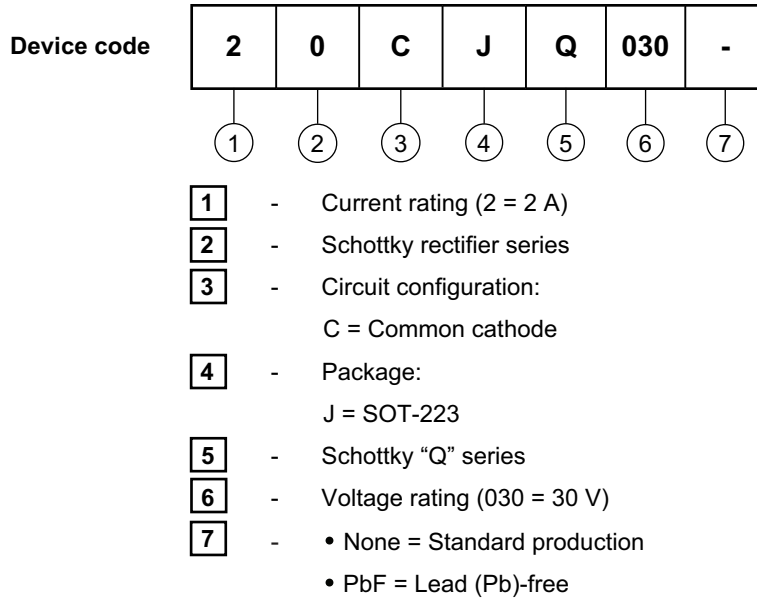 Device code 2 0 C J Q 030 -
1 2 3 4 5 6 7
1 - Current rating (2 = 2 A)
2 - Schottky rectifier series
3 - Circuit configuration:
C = Common cathode
4 - Package:
J = SOT-223
5 - Schottky “Q” series
6 - Voltage rating (030 = 30 V)
7 - • None = Standard production
• PbF = Lead (Pb)-free